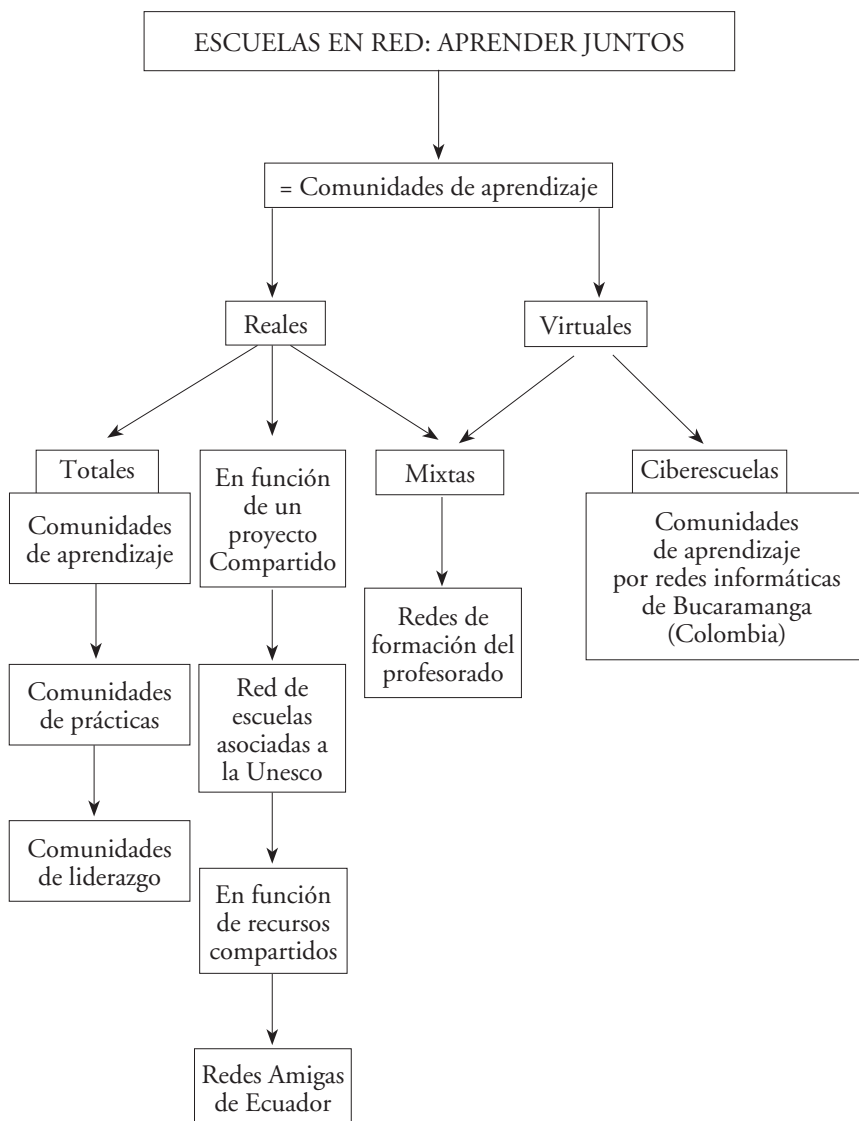 ESCUELAS EN RED: APRENDER JUNTOS
= Comunidades de aprendizaje
Reales
Virtuales
Totales
Comunidades
de aprendizaje
Comunidades
de prácticas
Comunidades
de liderazgo
En función
de un
proyecto
Compartido
Red de
escuelas
asociadas a
la Unesco
En función
de recursos
compartidos
Redes Amigas
de Ecuador
Mixtas
Redes de
formación del
profesorado
Ciberescuelas
Comunidades
de aprendizaje
por redes informáticas
de Bucaramanga
(Colombia)